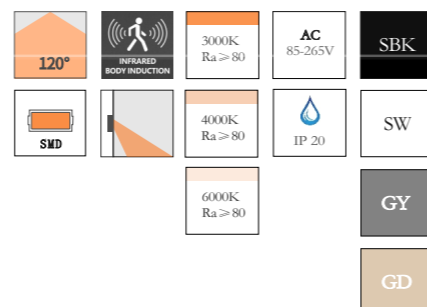 120°
INFRARED
BODY INDUCTION
3000K
Ra≥80
AC
85-265V
SBK
SMD
4000K
Ra≥80
IP 20
SW
6000K
Ra≥80
GY
GD